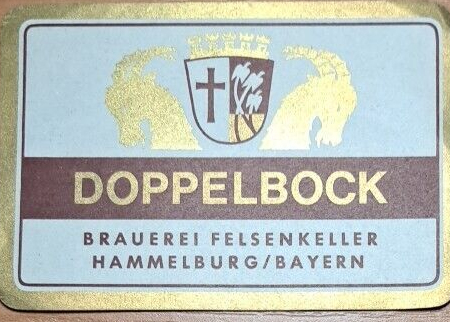 DOPPELBOCK
BRAUEREI FELSENKELLER
HAMMELBURG/BAYERN